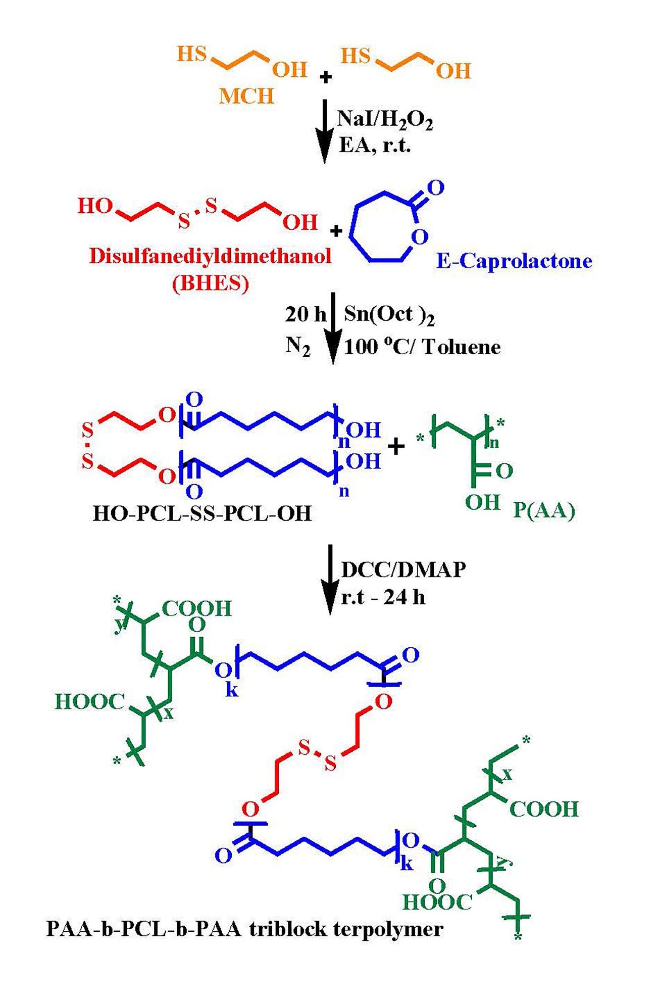 HS
OH
+
HS
OH
MCH
NaI/H2O2
EA, r.t.
HO
S
S
OH
+
O
O
Disulfanediyldimethanol
(BHES)
E-Caprolactone
20 h
Sn(Oct )2
N2
100 oC/ Toluene
O
O
S
OH
n
S
OH
O
O
n
HO-PCL-SS-PCL-OH
+
*
*
n
O
OH
P(AA)
DCC/DMAP
r.t - 24 h
*
COOH
y
O
O
k
O
HOOC
x
*
O
S
S
O
*
x
COOH
O
k
O
y
O
HOOC
*
PAA-b-PCL-b-PAA triblock terpolymer